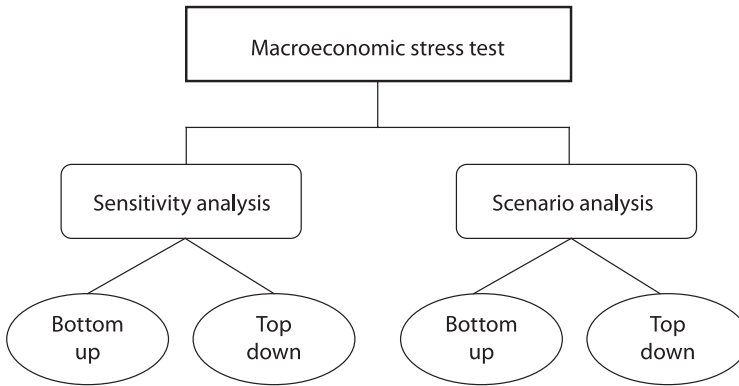 Macroeconomic stress test
Sensitivity analysis
Scenario analysis
Bottom
up
Top
down
Bottom
up
Top
down